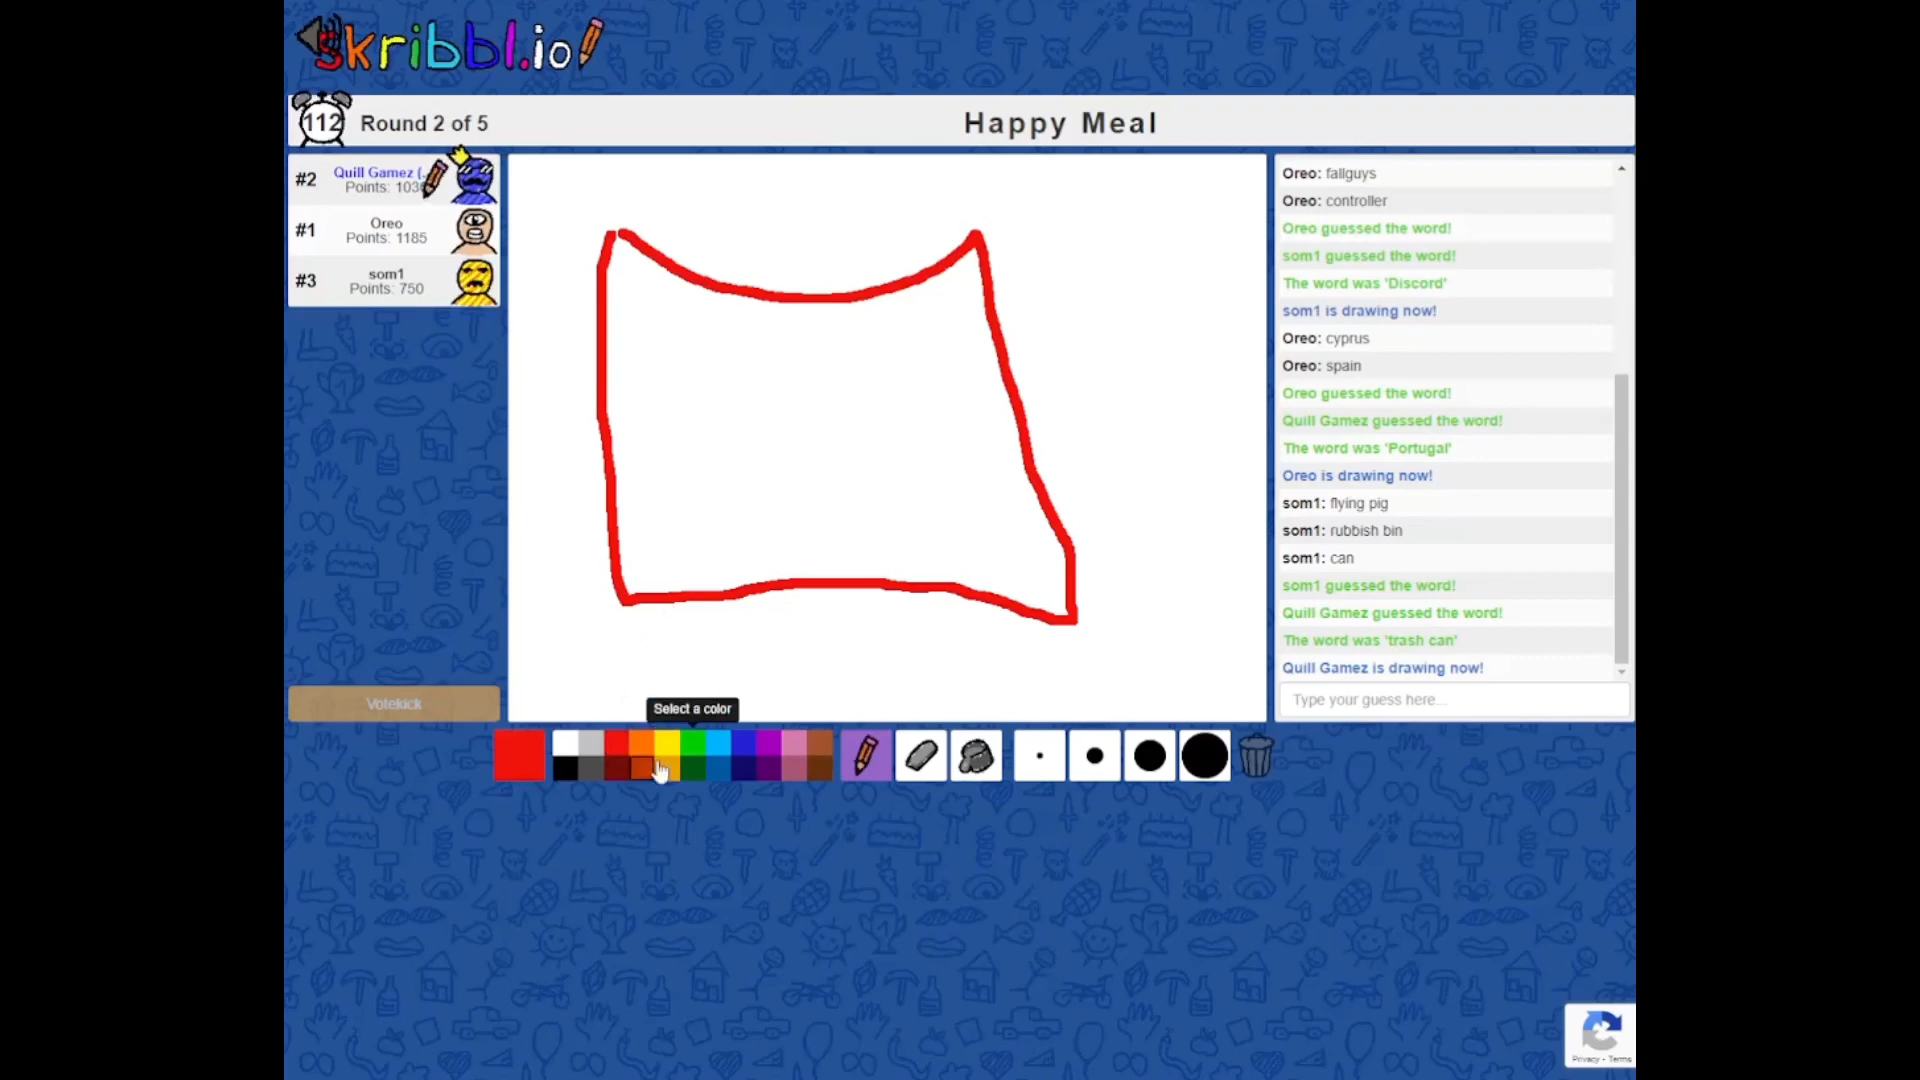 skribbl.io
112
Round 2 of 5
Happy Meal
#2
Quill Gamez (..
Points: 103
#1
Oreo
Points: 1185
#3
som1
Points: 750
Votekick
Select a color
Oreo: fallguys
Oreo: controller
Oreo guessed the word!
som1 guessed the word!
The word was 'Discord'
som1 is drawing now!
Oreo: cyprus
Oreo: spain
Oreo guessed the word!
Quill Gamez guessed the word!
The word was 'Portugal'
Oreo is drawing now!
som1: flying pig
som1: rubbish bin
som1: can
som1 guessed the word!
Quill Gamez guessed the word!
The word was 'trash can'
Quill Gamez is drawing now!
Type your guess here...
Privacy - Terms